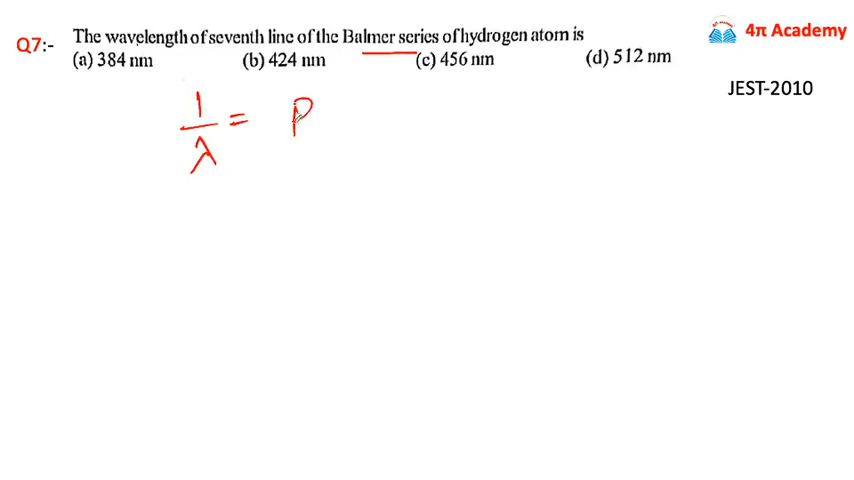 4π Academy
Q7:- The wavelength of seventh line of the Balmer series of hydrogen atom is
(a) 384 nm (b) 424 nm (c) 456 nm (d) 512 nm
JEST-2010
1/λ = P